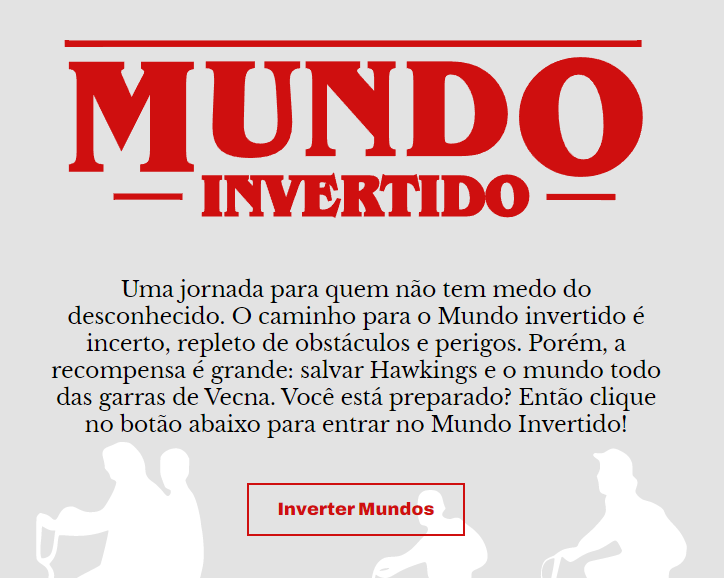 MUNDO
INVERTIDO
Uma jornada para quem não tem medo do
desconhecido. O caminho para o Mundo invertido é
incerto, repleto de obstáculos e perigos. Porém, a
recompensa é grande: salvar Hawkings e o mundo todo
das garras de Vecna. Você está preparado? Então clique
no botão abaixo para entrar no Mundo Invertido!
Inverter Mundos